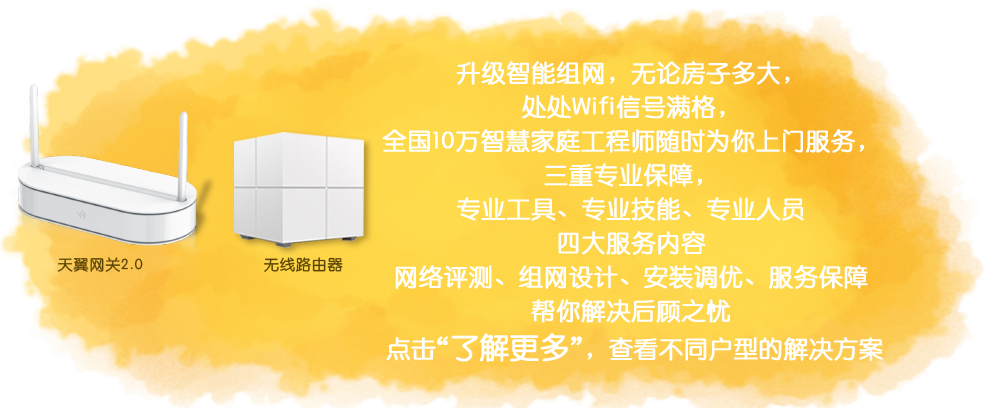 升级智能组网，无论房子多大，
处处Wifi信号满格，
全国10万智慧家庭工程师随时为你上门服务，
三重专业保障，
专业工具、专业技能、专业人员
四大服务内容
网络评测、组网设计、安装调优、服务保障
帮你解决后顾之忧
点击“了解更多”，查看不同户型的解决方案
天翼网关2.0
无线路由器